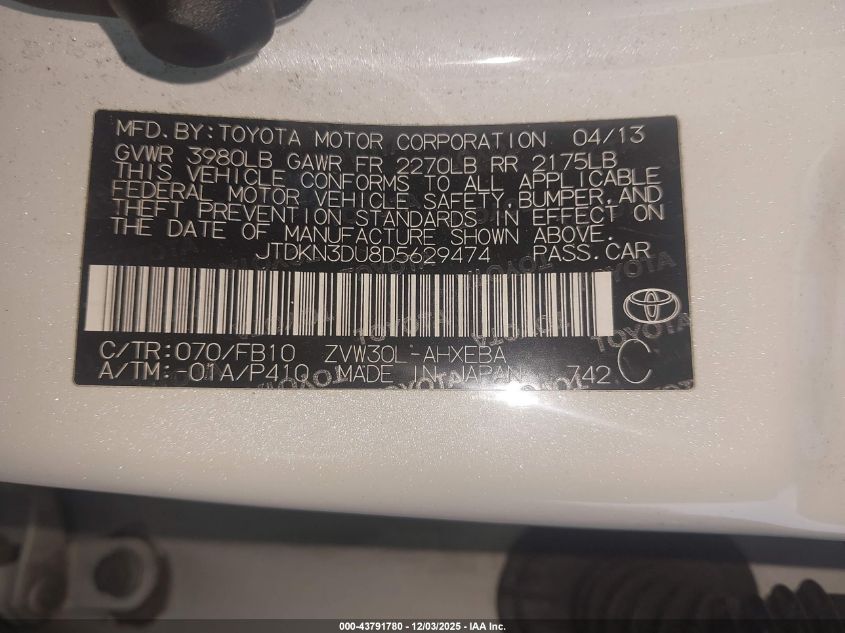 MFD.BY:TOYOTA MOTOR CORPORATION 04/13
GVWR 3980LB GAWR FR 2270LB RR 2175LB
THIS VEHICLE CONFORMS TO ALL APPLICABLE
FEDERAL MOTOR VEHICLE SAFETY,BUMPER,AND
THEFT PREVENTION STANDARDS IN EFFECT ON
THE DATE OF MANUFACTURE SHOWN ABOVE.
JTDKN3DU8D5629474 PASS.CAR
C/TR:070/FB10 ZVW30L-AHXEBA
A/TM:-01A/P410 MADE IN JAPAN 742 C
000-43791780 - 12/03/2025 - IAA Inc.